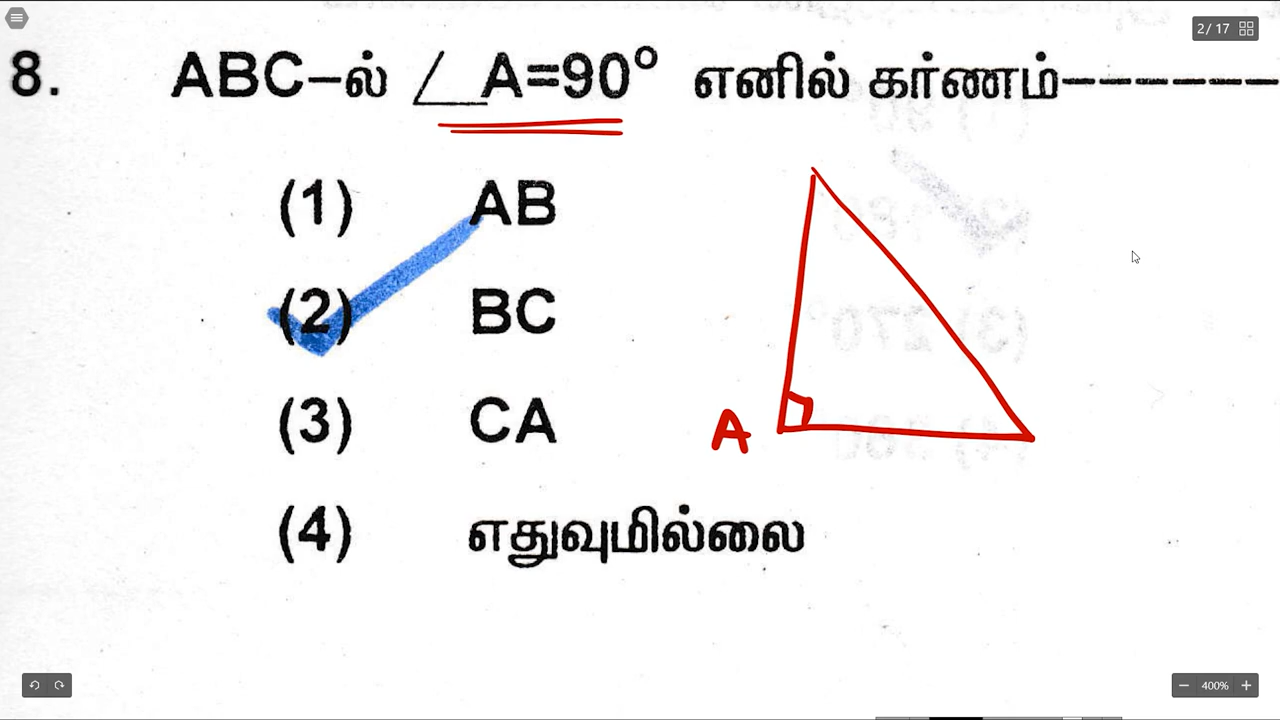 2/ 17
8. ABC–ல் ∠A=90° எனில் கர்ணம்-------
(1) AB
(2) BC
(3) CA
(4) எதுவுமில்லை
A
400%